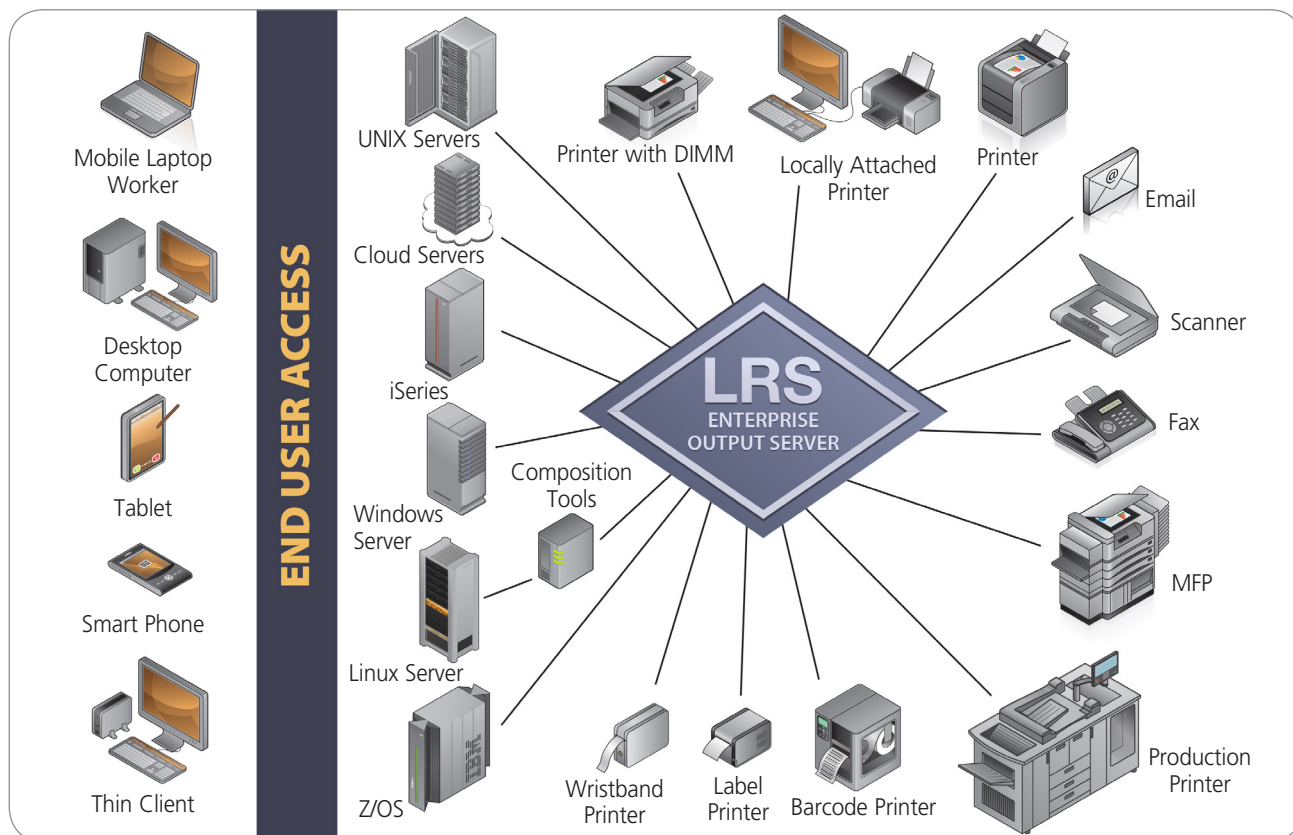 Mobile Laptop
Worker
Desktop
Computer
Tablet
Smart Phone
Thin Client
END USER ACCESS
UNIX Servers
Cloud Servers
iSeries
Windows
Server
Composition
Tools
Linux Server
Z/OS
Printer with DIMM
Locally Attached
Printer
Printer
@
Email
Scanner
Fax
MFP
Production
Printer
Barcode Printer
Label
Printer
Wristband
Printer
LRS
ENTERPRISE
OUTPUT SERVER